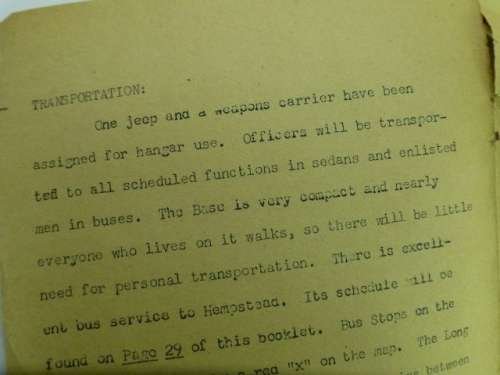 TRANSPORTATION:
One jeep and a weapons carrier have been
assigned for hangar use. Officers will be transpor-
ted to all scheduled functions in sedans and enlisted
men in buses. The Base is very compact and nearly
everyone who lives on it walks, so there will be little
need for personal transportation. There is excell-
ent bus service to Hempstead. Its schedule will be
found on Page 29 of this booklet. Bus Stops on the
red "x" on the map. The Long
between